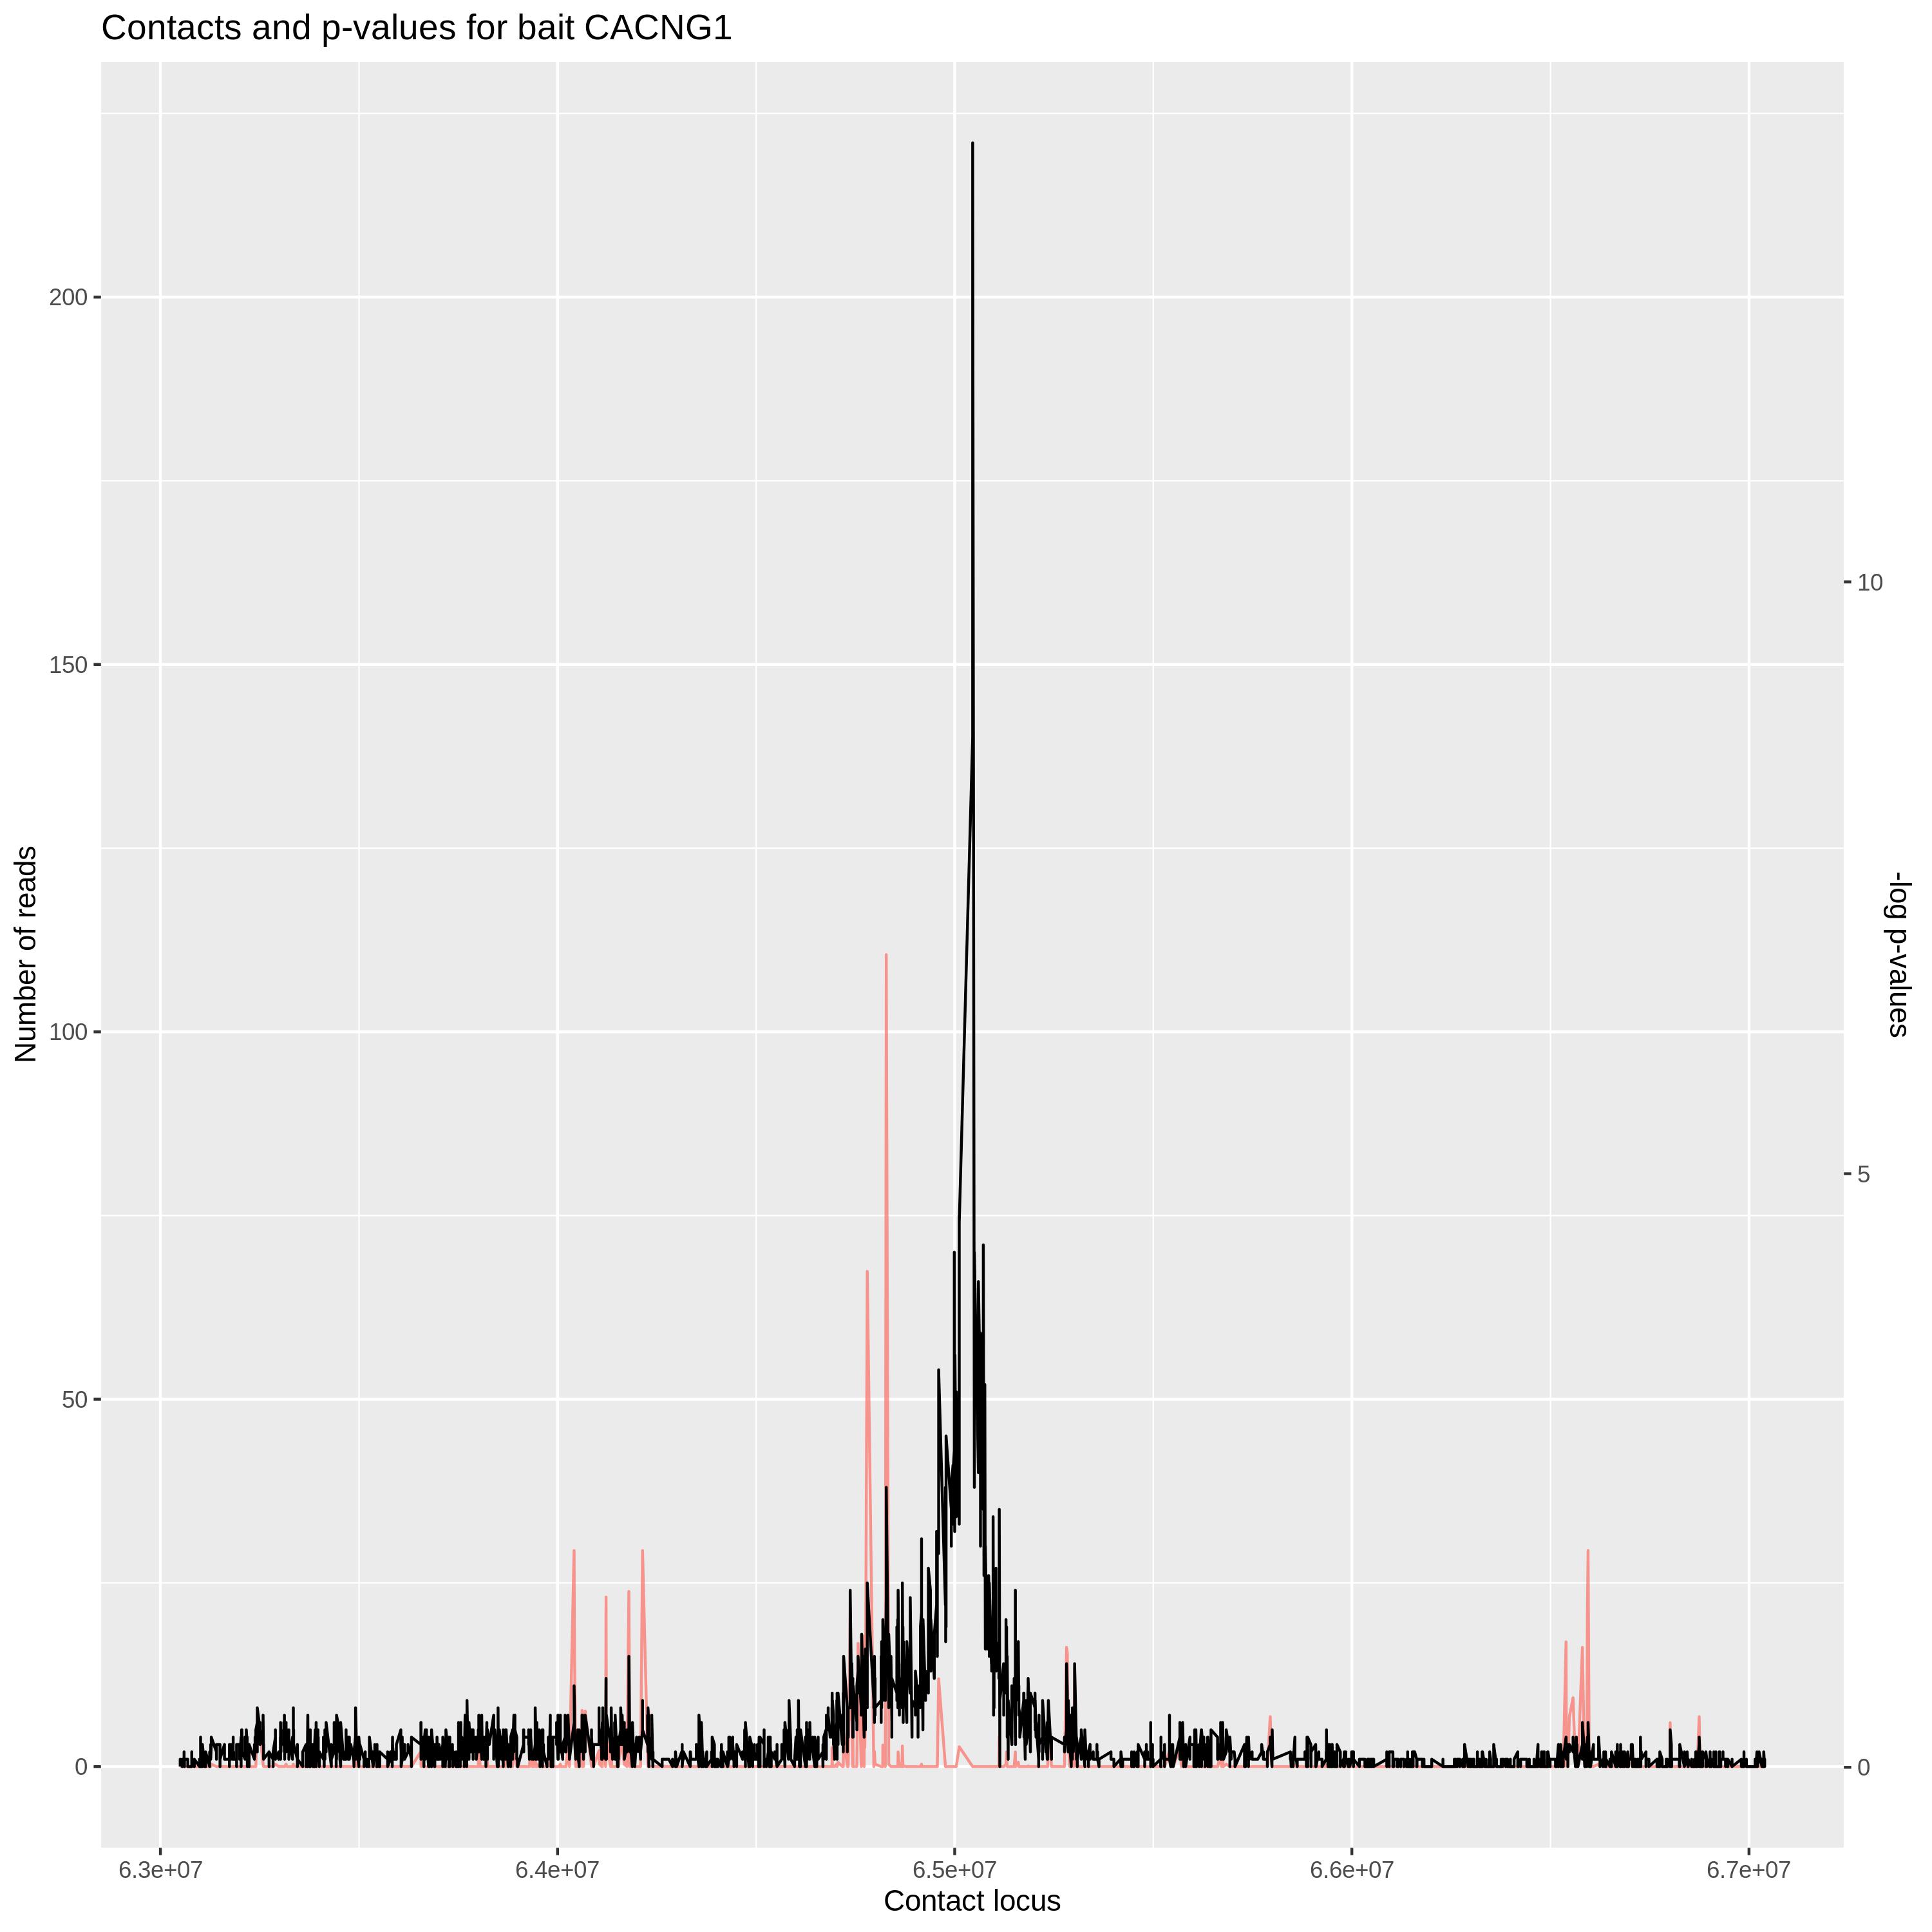 Contacts and p-values for bait CACNG1
200
150
100
50
0
Number of reads
10
5
0
-log p-values
6.3e+07
6.4e+07
6.5e+07
6.6e+07
6.7e+07
Contact locus